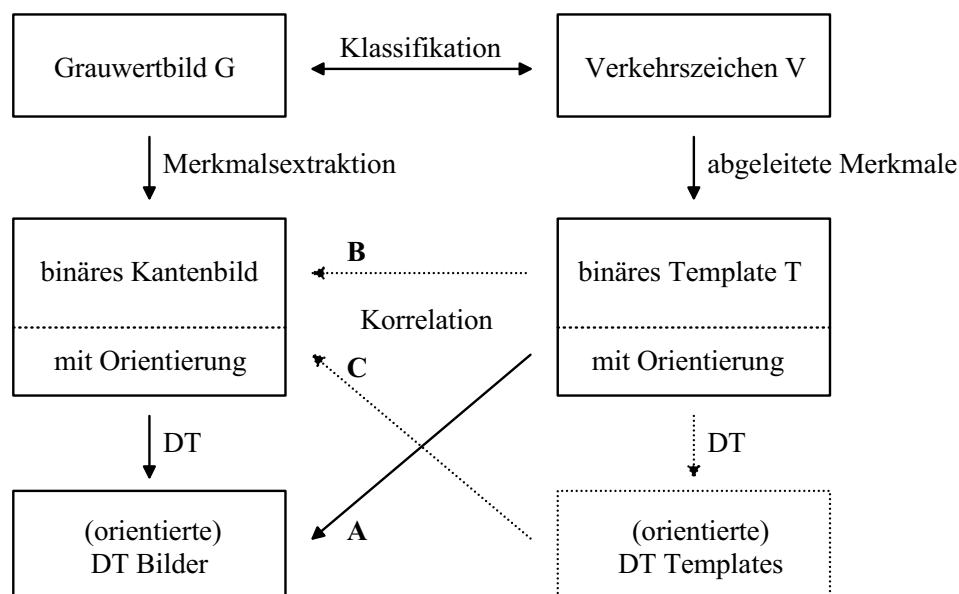 Klassifikation
Grauwertbild G
Verkehrszeichen V
Merkmalsextraktion
abgeleitete Merkmale
B
binäres Kantenbild
binäres Template T
Korrelation
mit Orientierung
C
mit Orientierung
DT
DT
(orientierte)
DT Bilder
A
(orientierte)
DT Templates